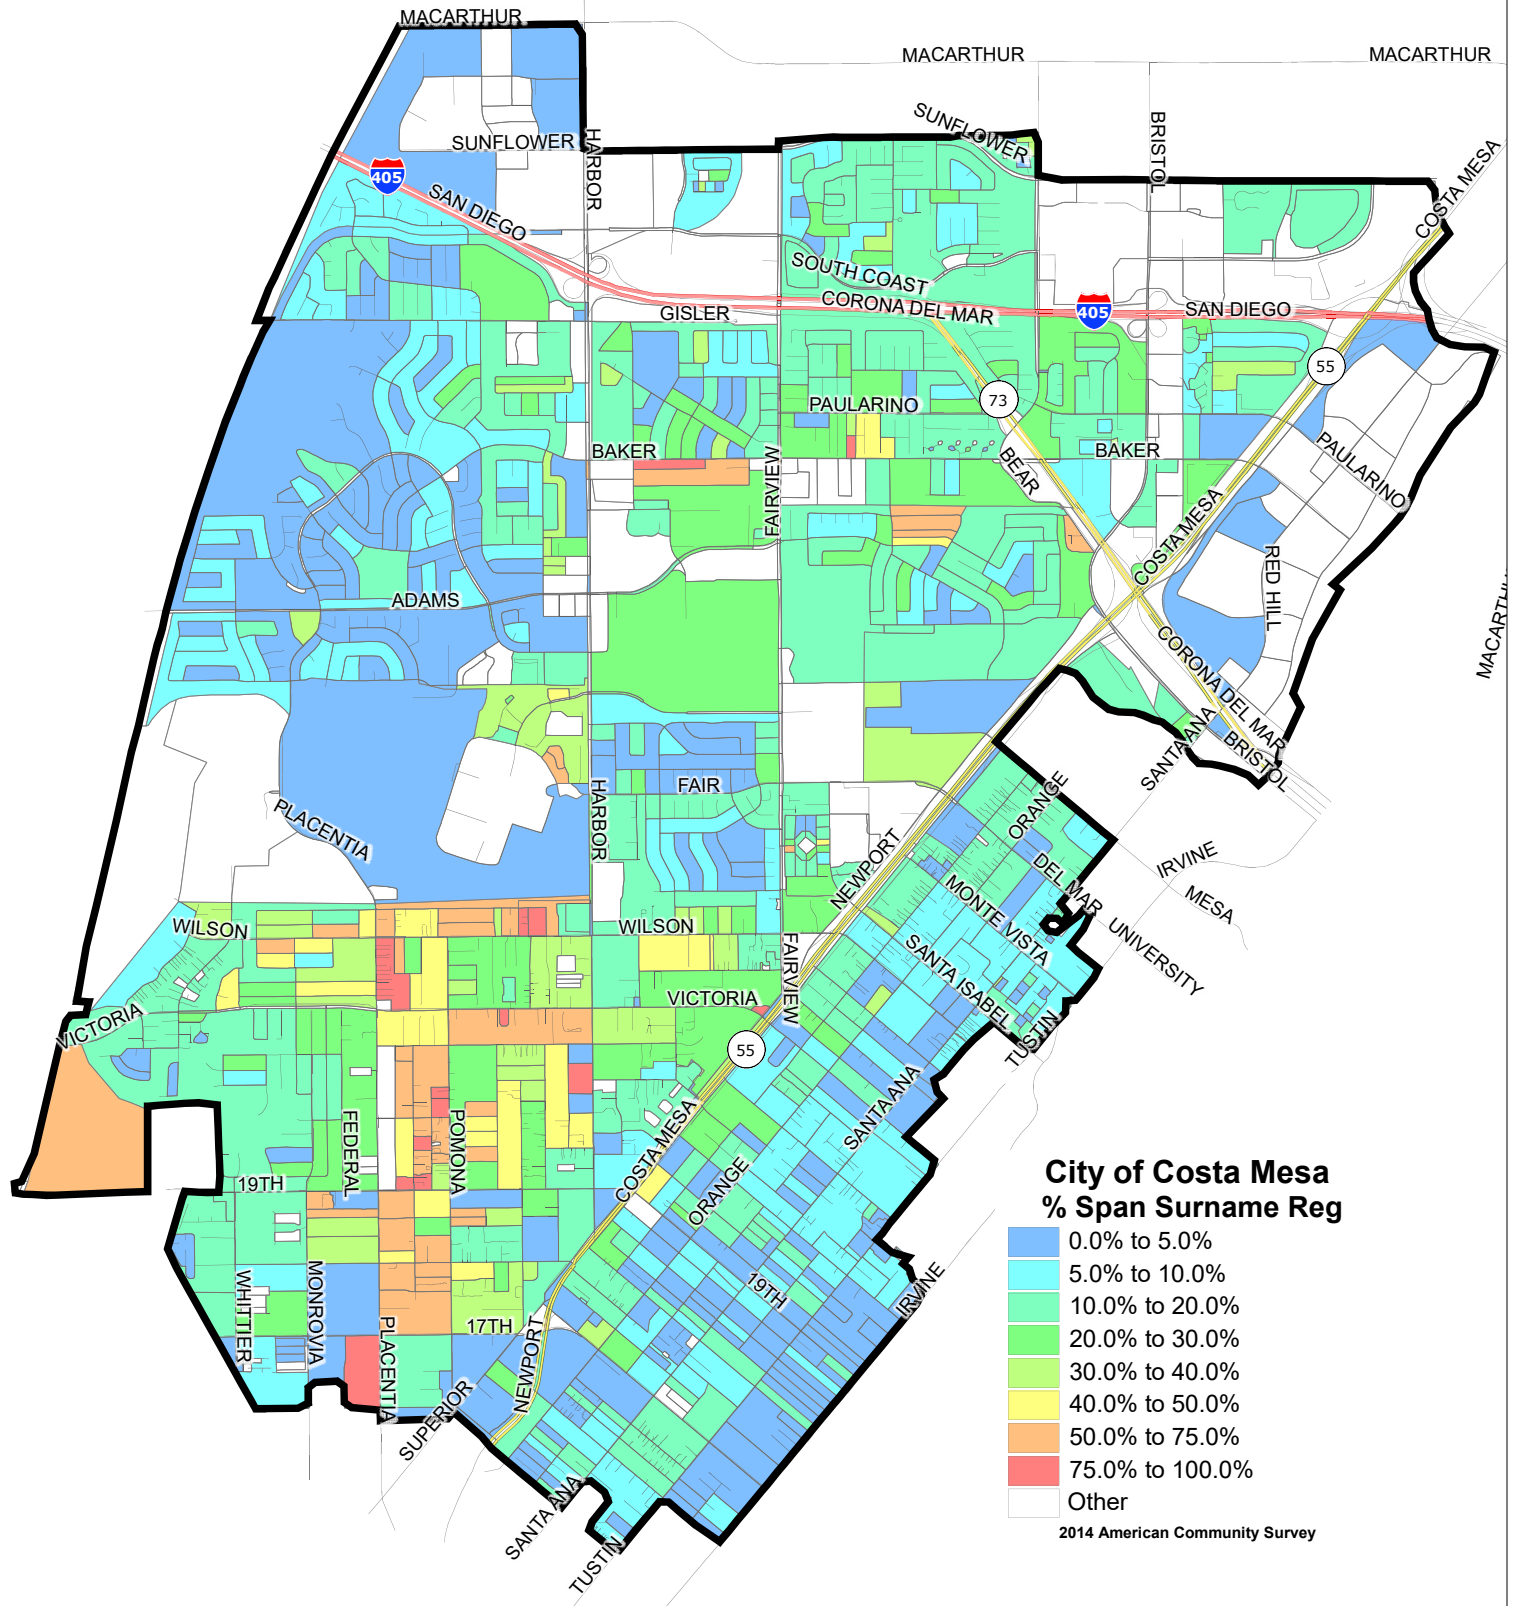 MACARTHUR
MACARTHUR
MACARTHUR
SUNFLOWER
SUNFLOWER
HARBOR
BRISTOL
COSTA MESA
405
SAN DIEGO
SOUTH COAST
CORONA DEL MAR
GISLER
405
SAN DIEGO
55
73
PAULARINO
BAKER
BAKER
BEAR
PAULARINO
FAIRVIEW
COSTA MESA
RED HILL
ADAMS
MACARTHU
CORONA DEL MAR
SANTA ANA
BRISTOL
PLACENTIA
HARBOR
FAIR
NEWPORT
ORANGE
DEL MAR
IRVINE
MESA
MONTE VISTA
UNIVERSITY
WILSON
WILSON
FAIRVIEW
SANTA ISABEL
VICTORIA
VICTORIA
TUSTIN
55
SANTA ANA
FEDERAL
POMONA
COSTA MESA
ORANGE
19TH
19TH
IRVINE
WHITTIER
MONROVIA
PLACENTIA
17TH
NEWPORT
SUPERIOR
SANTA ANA
TUSTIN
City of Costa Mesa
% Span Surname Reg
0.0% to 5.0%
5.0% to 10.0%
10.0% to 20.0%
20.0% to 30.0%
30.0% to 40.0%
40.0% to 50.0%
50.0% to 75.0%
75.0% to 100.0%
Other
2014 American Community Survey